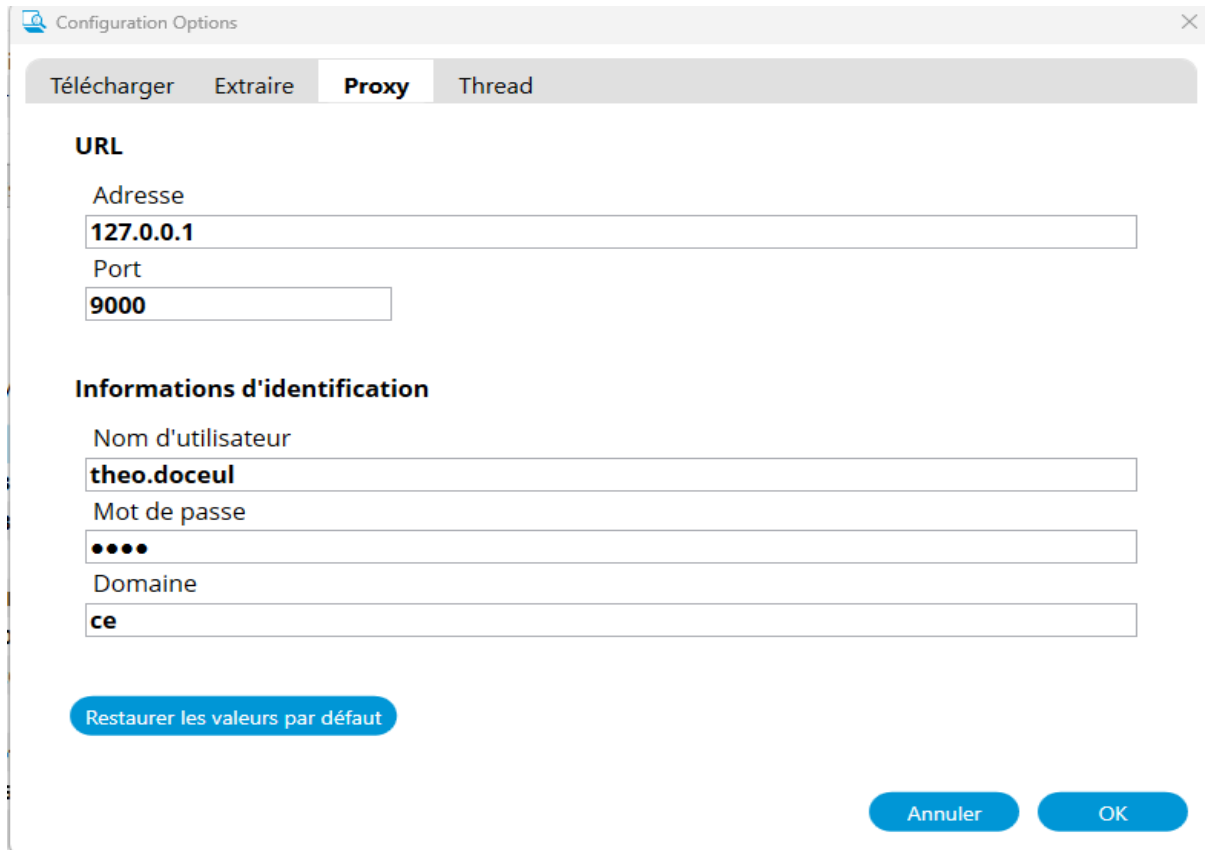 Configuration Options
Télécharger Extraire Proxy Thread
URL
Adresse
127.0.0.1
Port
9000
Informations d'identification
Nom d'utilisateur
theo.doceul
Mot de passe
••••
Domaine
ce
Restaurer les valeurs par défaut
Annuler OK